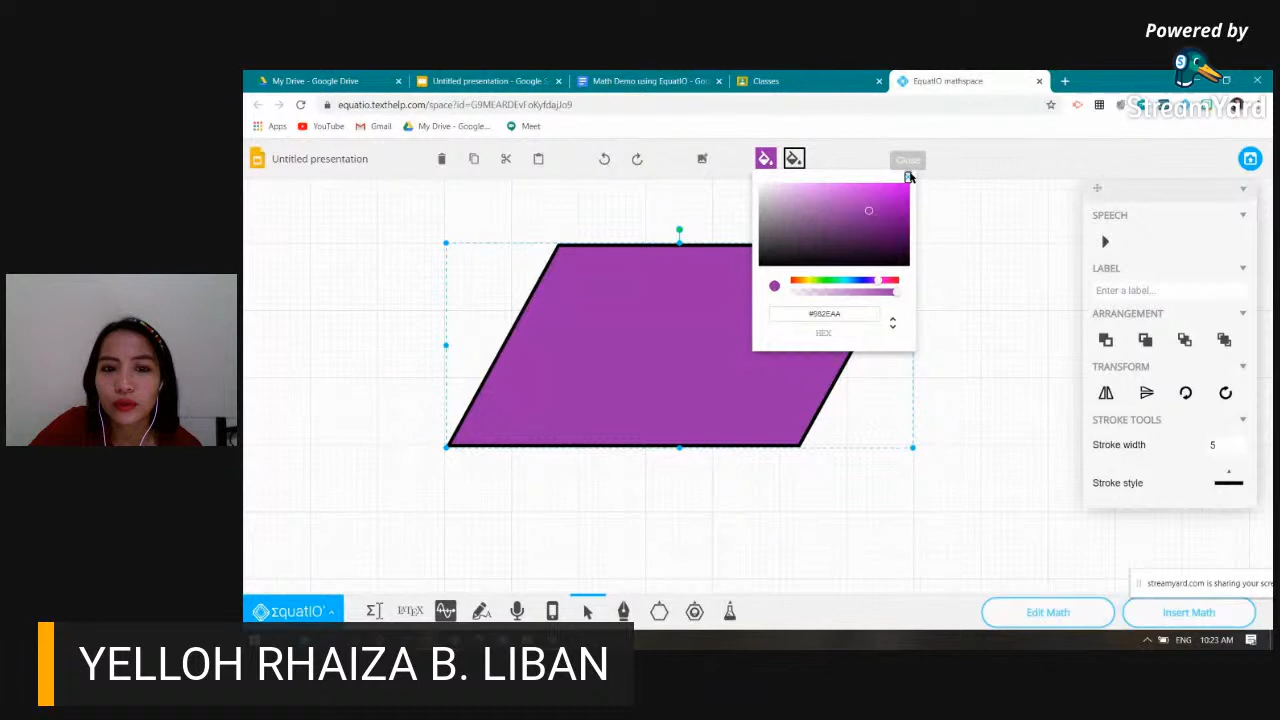 Powered by
StreamYard
My Drive - Google Drive
Untitled presentation - Google S
Math Demo using EquatIO - Goo
Classes
EquatIO mathspace
equatio.texthelp.com/space?id=G9MEARDEvFoKyfdajJo9
Apps
YouTube
Gmail
My Drive - Google...
Meet
Untitled presentation
Close
SPEECH
LABEL
Enter a label...
ARRANGEMENT
TRANSFORM
STROKE TOOLS
Stroke width
5
Stroke style
#982EAA
HEX
streamyard.com is sharing your scre
EquatIO
LATEX
Edit Math
Insert Math
ENG
10:23 AM
YELLOH RHAIZA B. LIBAN